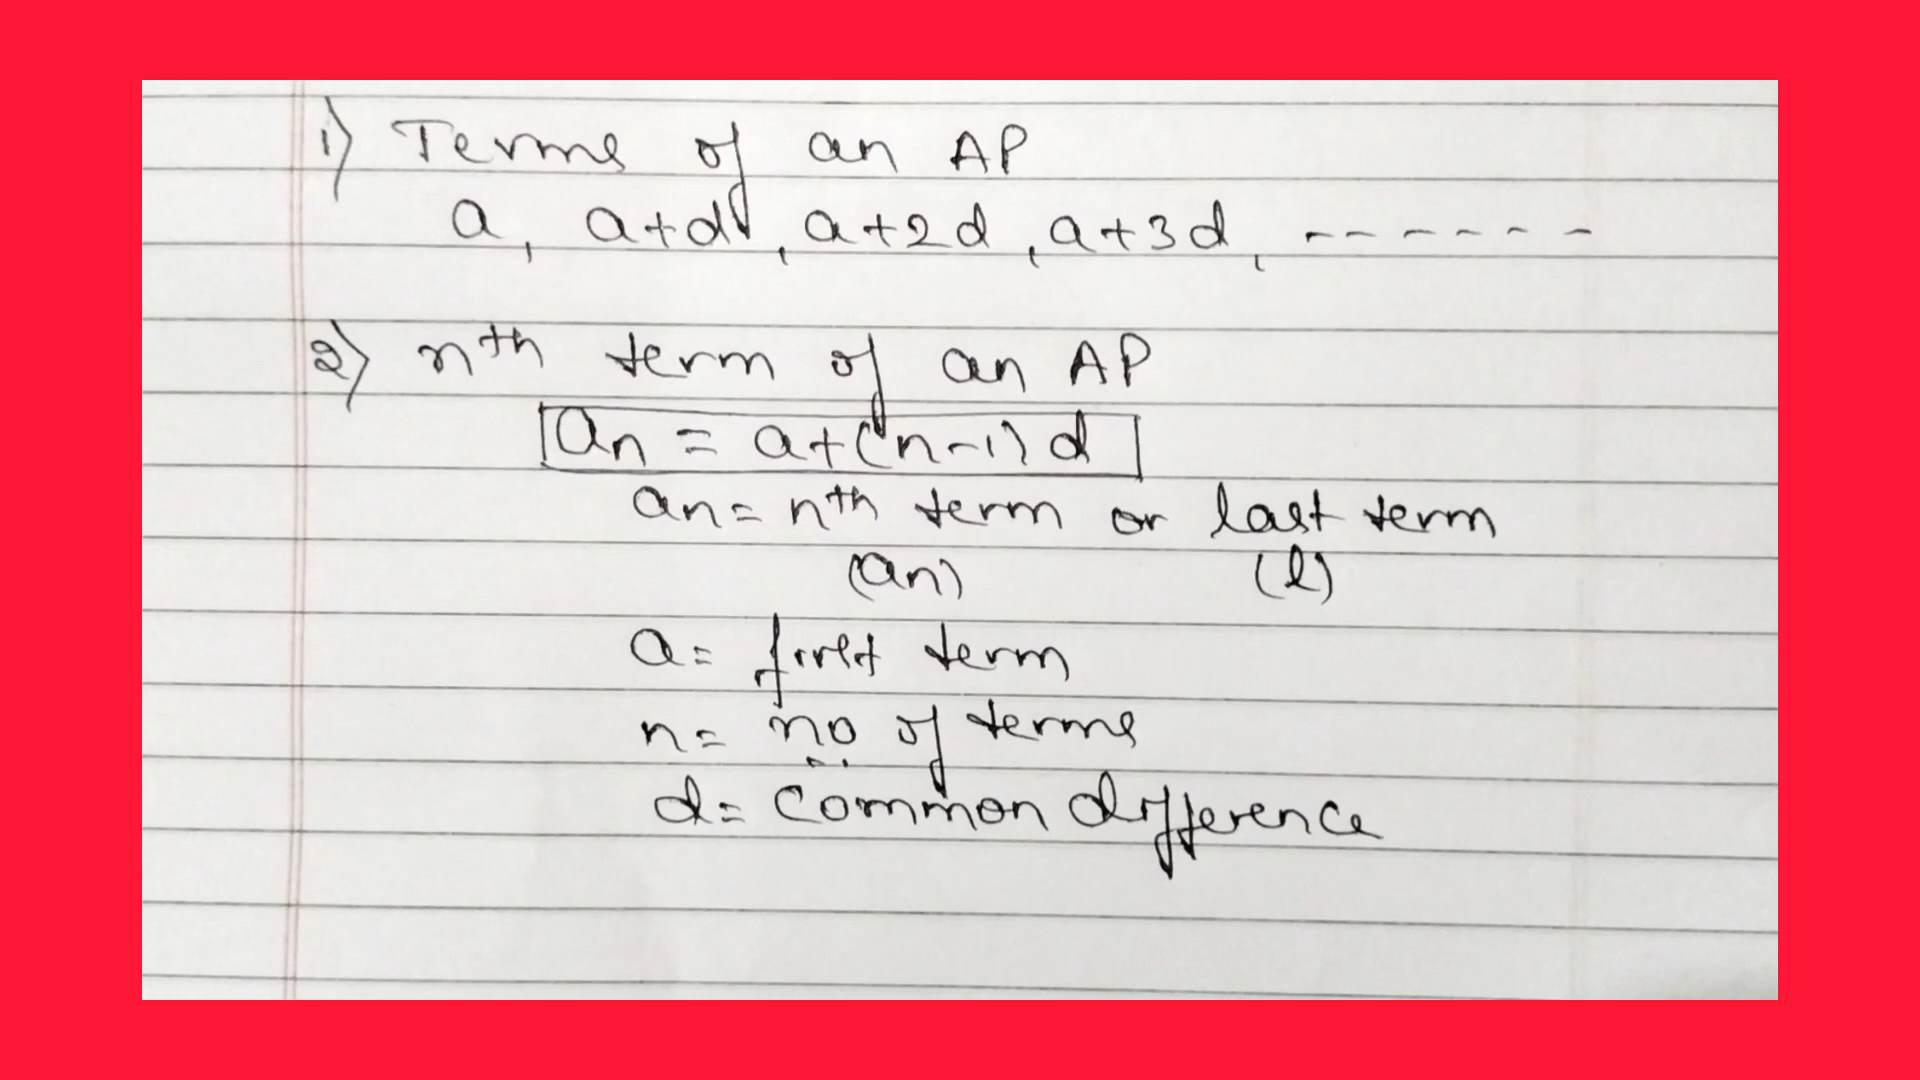 1) Terms of an AP
a, a+d, a+2d, a+3d, ------
2) nth term of an AP
an = a+(n-1)d
an = nth term or last term
(an) (l)
a = first term
n = no of terms
d = common difference